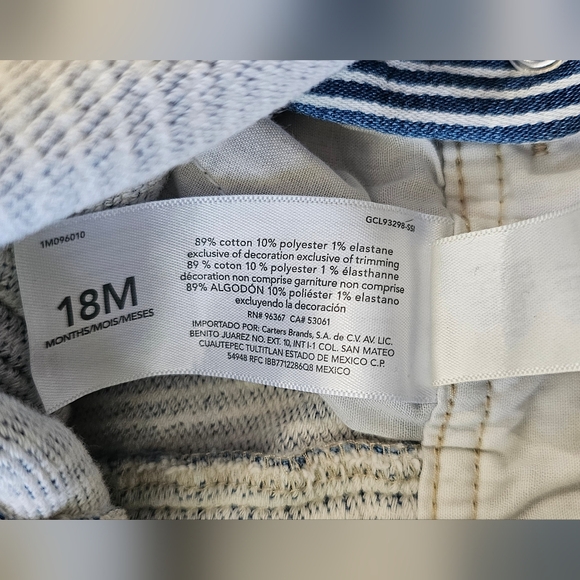 1M096010
GCL93298-SSI
18M
MONTHS/MOIS/MESES
89% cotton 10% polyester 1% elastane
exclusive of decoration exclusive of trimming
89 % coton 10 % polyester 1 % élasthanne
décoration non comprise garniture non comprise
89% ALGODÓN 10% poliéster 1% elastano
excluyendo la decoración
RN# 96367 CA# 53061
IMPORTADO POR: Carters Brands, S.A. de C.V. AV. LIC.
BENITO JUAREZ NO. EXT. 10, INT I-1 COL. SAN MATEO
CUAUTEPEC TULTITLAN ESTADO DE MEXICO C.P.
54948 RFC IBB7712286Q8 MEXICO